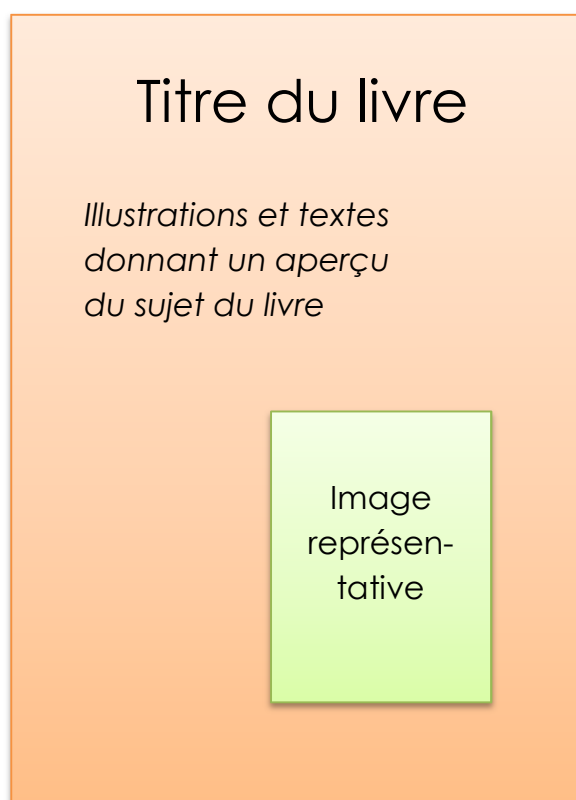 Titre du livre
Illustrations et textes
donnant un aperçu
du sujet du livre
Image
représen-
tative